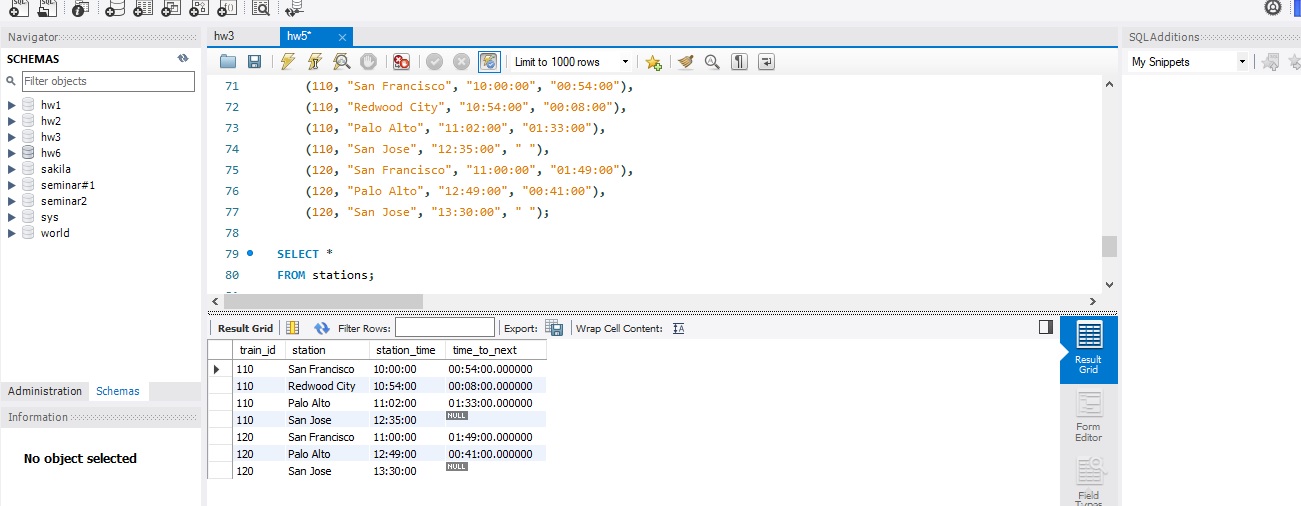 Navigator
SCHEMAS
Filter objects
hw1
hw2
hw3
hw6
sakila
seminar#1
seminar2
sys
world
Administration Schemas
Information
No object selected
hw3 hw5* x
Limit to 1000 rows
71 (110, "San Francisco", "10:00:00", "00:54:00"),
72 (110, "Redwood City", "10:54:00", "00:08:00"),
73 (110, "Palo Alto", "11:02:00", "01:33:00"),
74 (110, "San Jose", "12:35:00", " "),
75 (120, "San Francisco", "11:00:00", "01:49:00"),
76 (120, "Palo Alto", "12:49:00", "00:41:00"),
77 (120, "San Jose", "13:30:00", " ");
78
79 SELECT *
80 FROM stations;
Result Grid Filter Rows: Export: Wrap Cell Content: IA
train_id station station_time time_to_next
110 San Francisco 10:00:00 00:54:00.000000
110 Redwood City 10:54:00 00:08:00.000000
110 Palo Alto 11:02:00 01:33:00.000000
110 San Jose 12:35:00 NULL
120 San Francisco 11:00:00 01:49:00.000000
120 Palo Alto 12:49:00 00:41:00.000000
120 San Jose 13:30:00 NULL
Result
Grid
Form
Editor
Field
Types
SQLAdditions
My Snippets